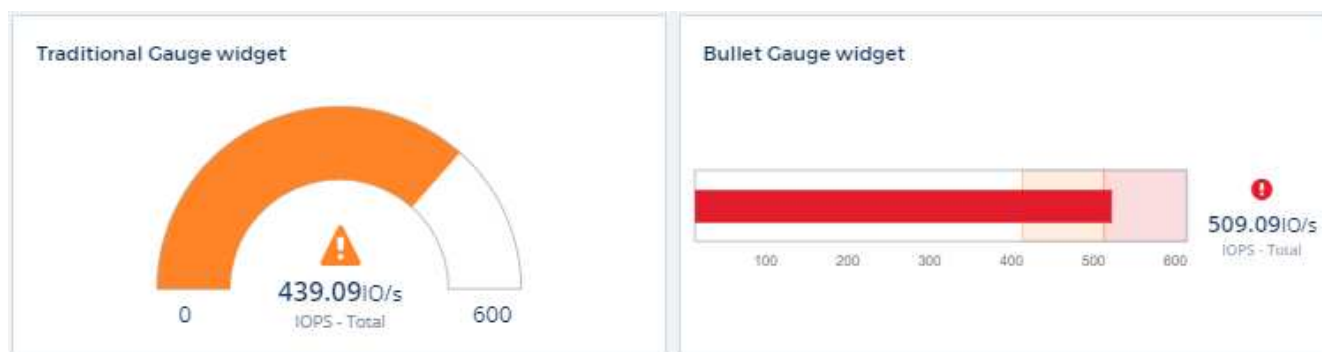 Traditional Gauge widget
439.09IO/s
0
IOPS - Total
600
Bullet Gauge widget
509.09IO/s
IOPS - Total
100 200 300 400 500 600